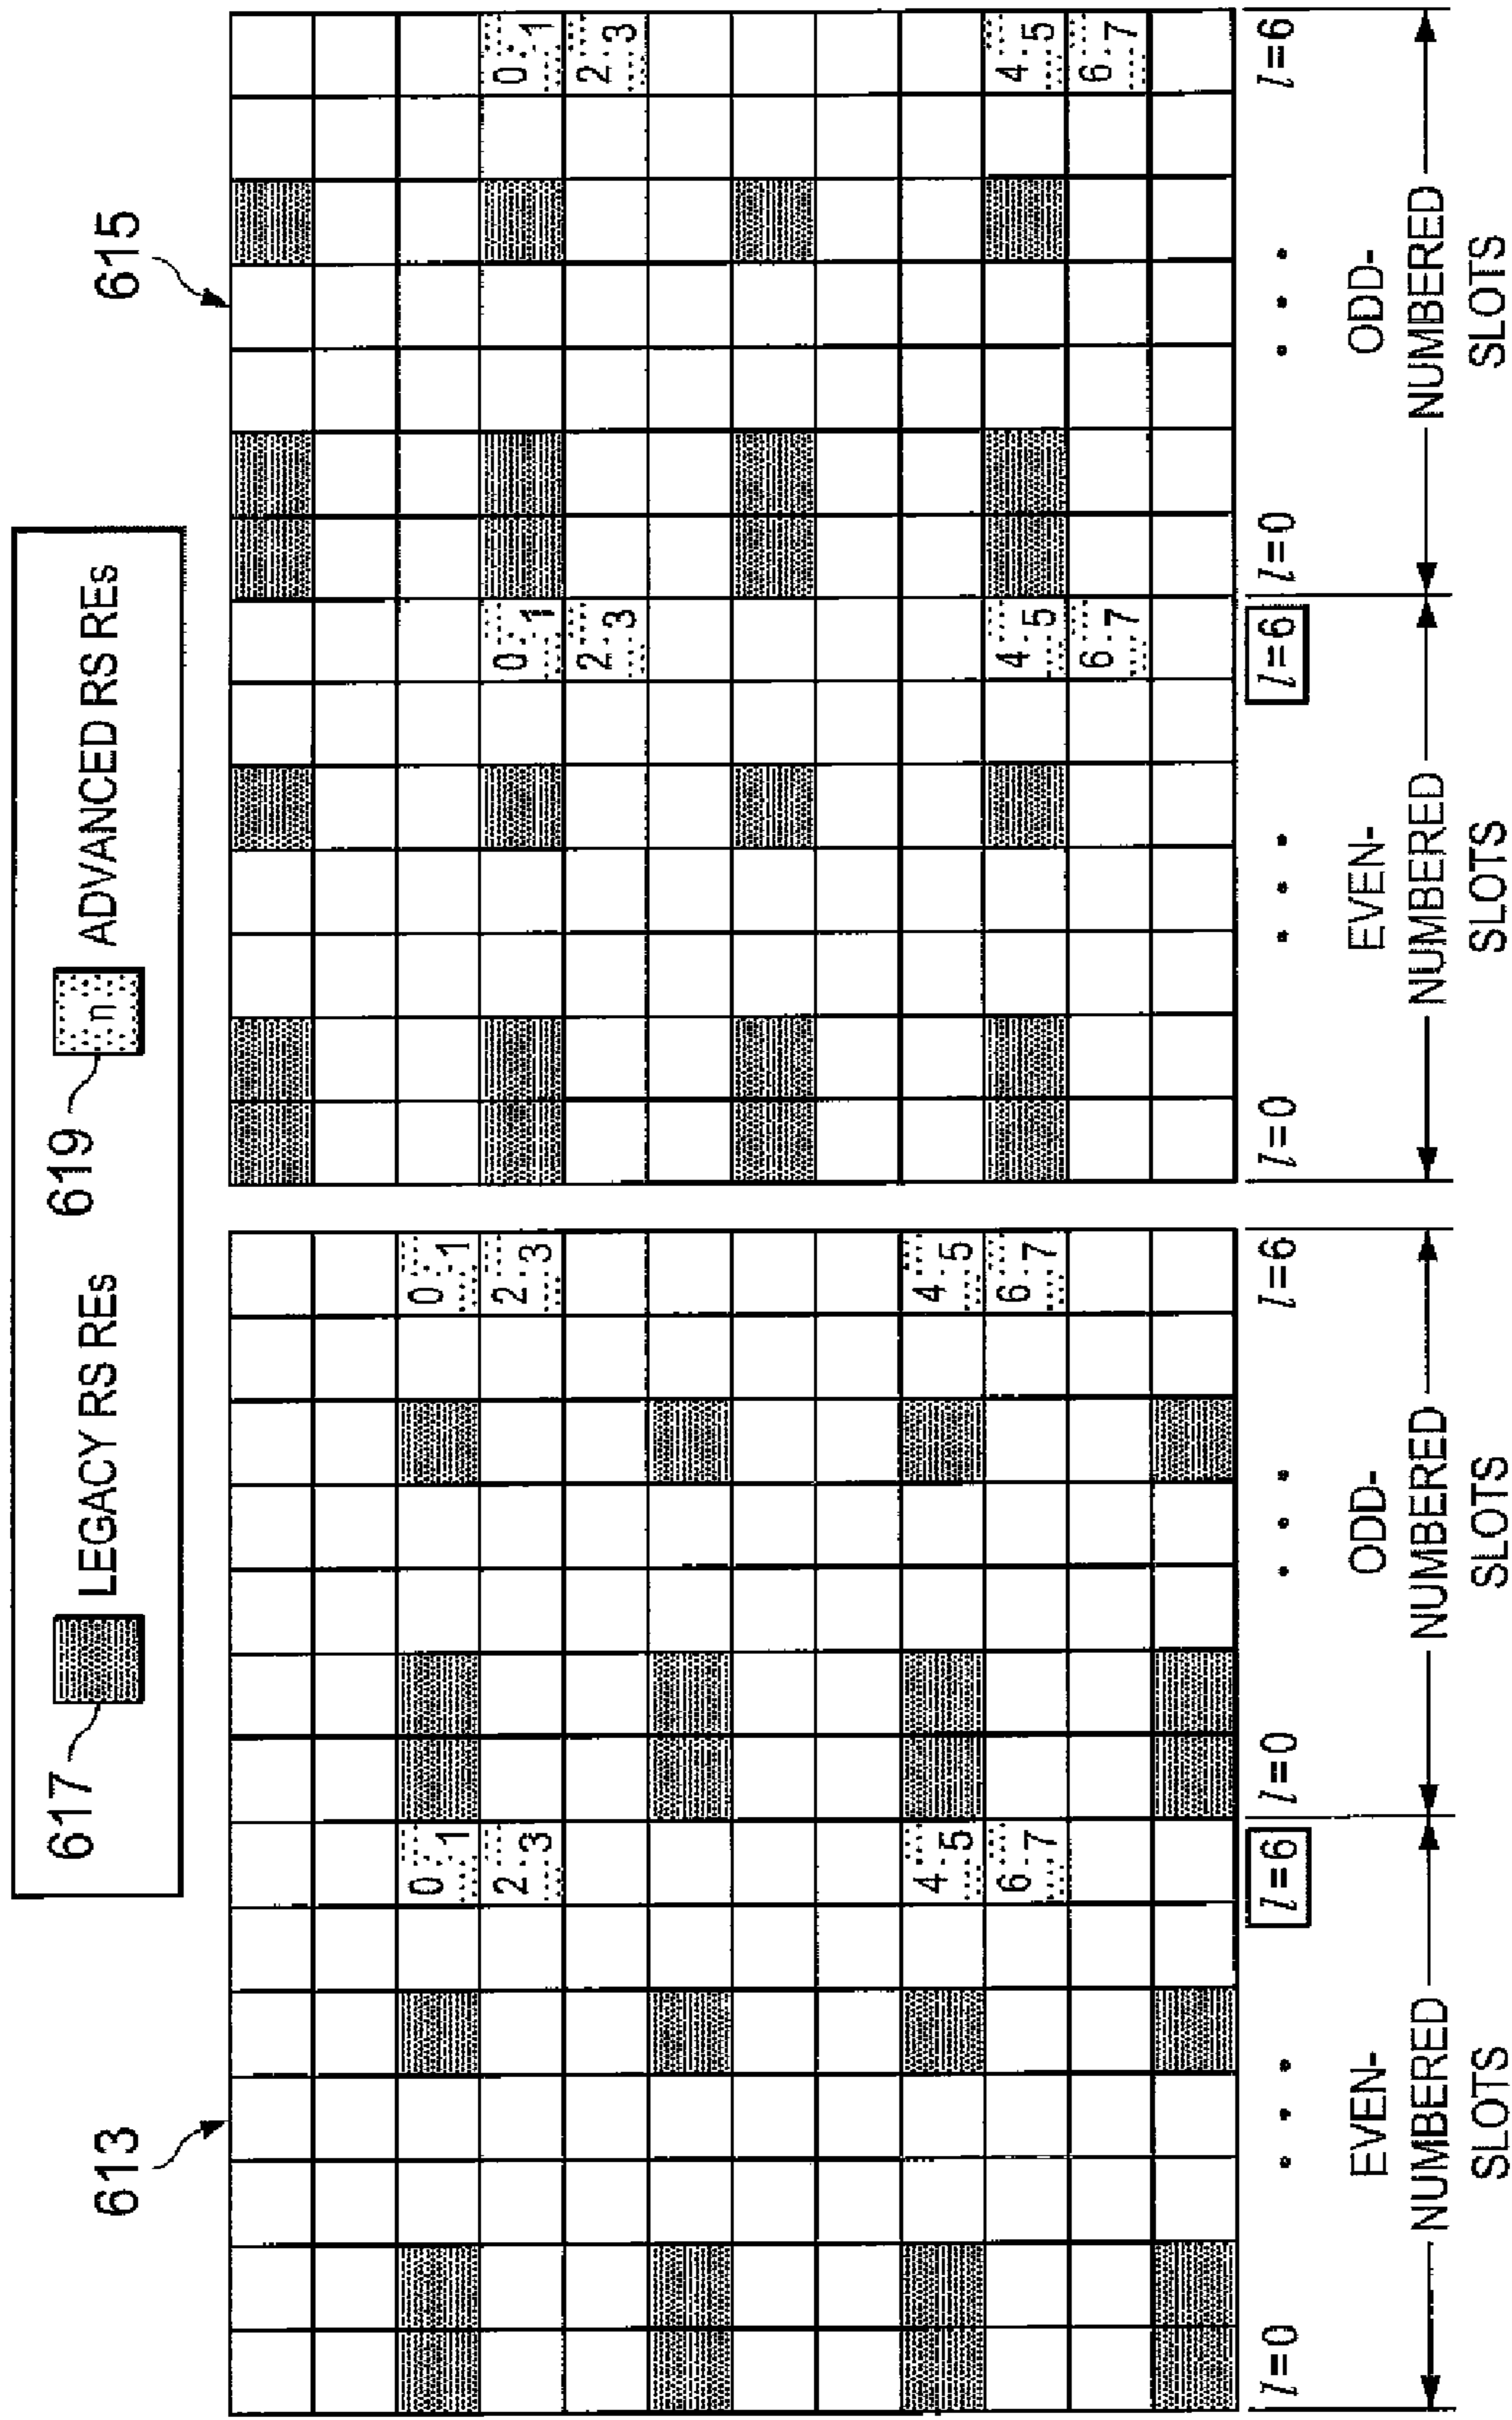 617 LEGACY RS REs 619 n ADVANCED RS REs
613 615
0 1 0 1
2 3 2 3 0 1 0 1
2 3 2 3
4 5 4 5
6 7 6 7 4 5 4 5
6 7 6 7
l=0 ... l=6 l=0 ... l=6 l=0 ... l=6 l=0 ... l=6
EVEN- ODD- EVEN- ODD-
NUMBERED NUMBERED NUMBERED NUMBERED
SLOTS SLOTS SLOTS SLOTS